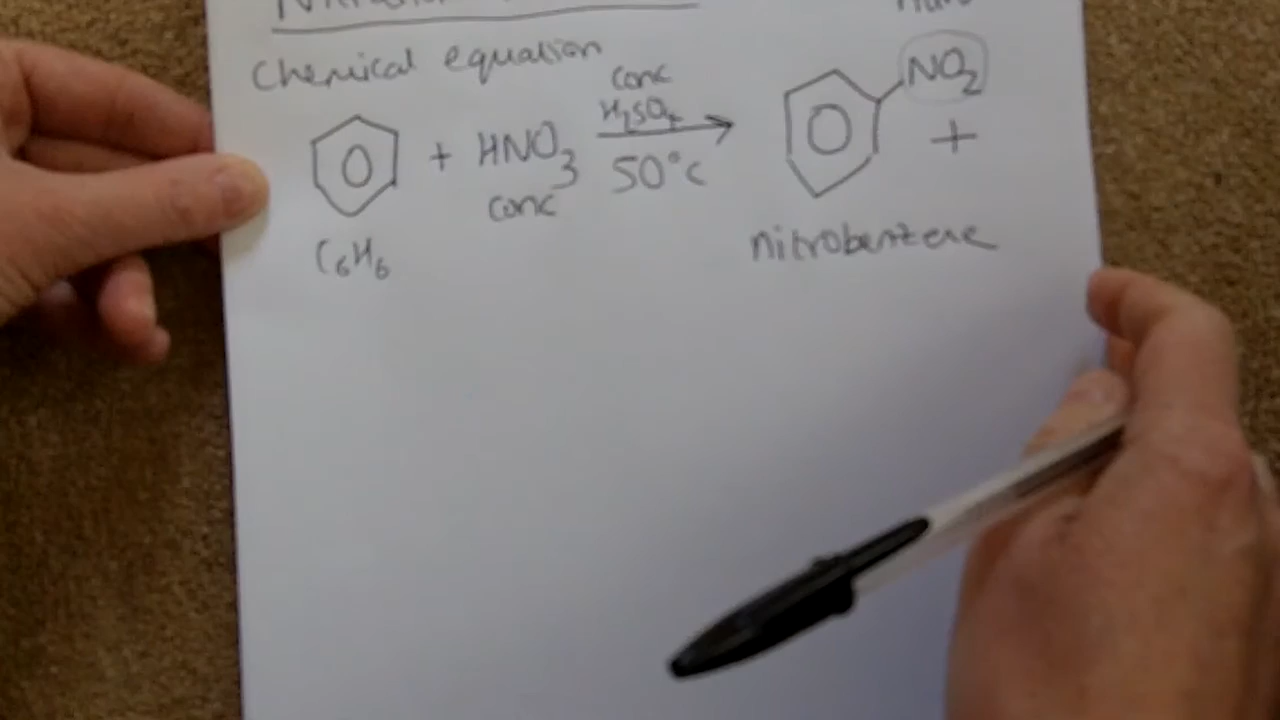 Chemical equation
conc
H2SO4
+ HNO3 50°C NO2
conc +
C6H6 nitrobenzene